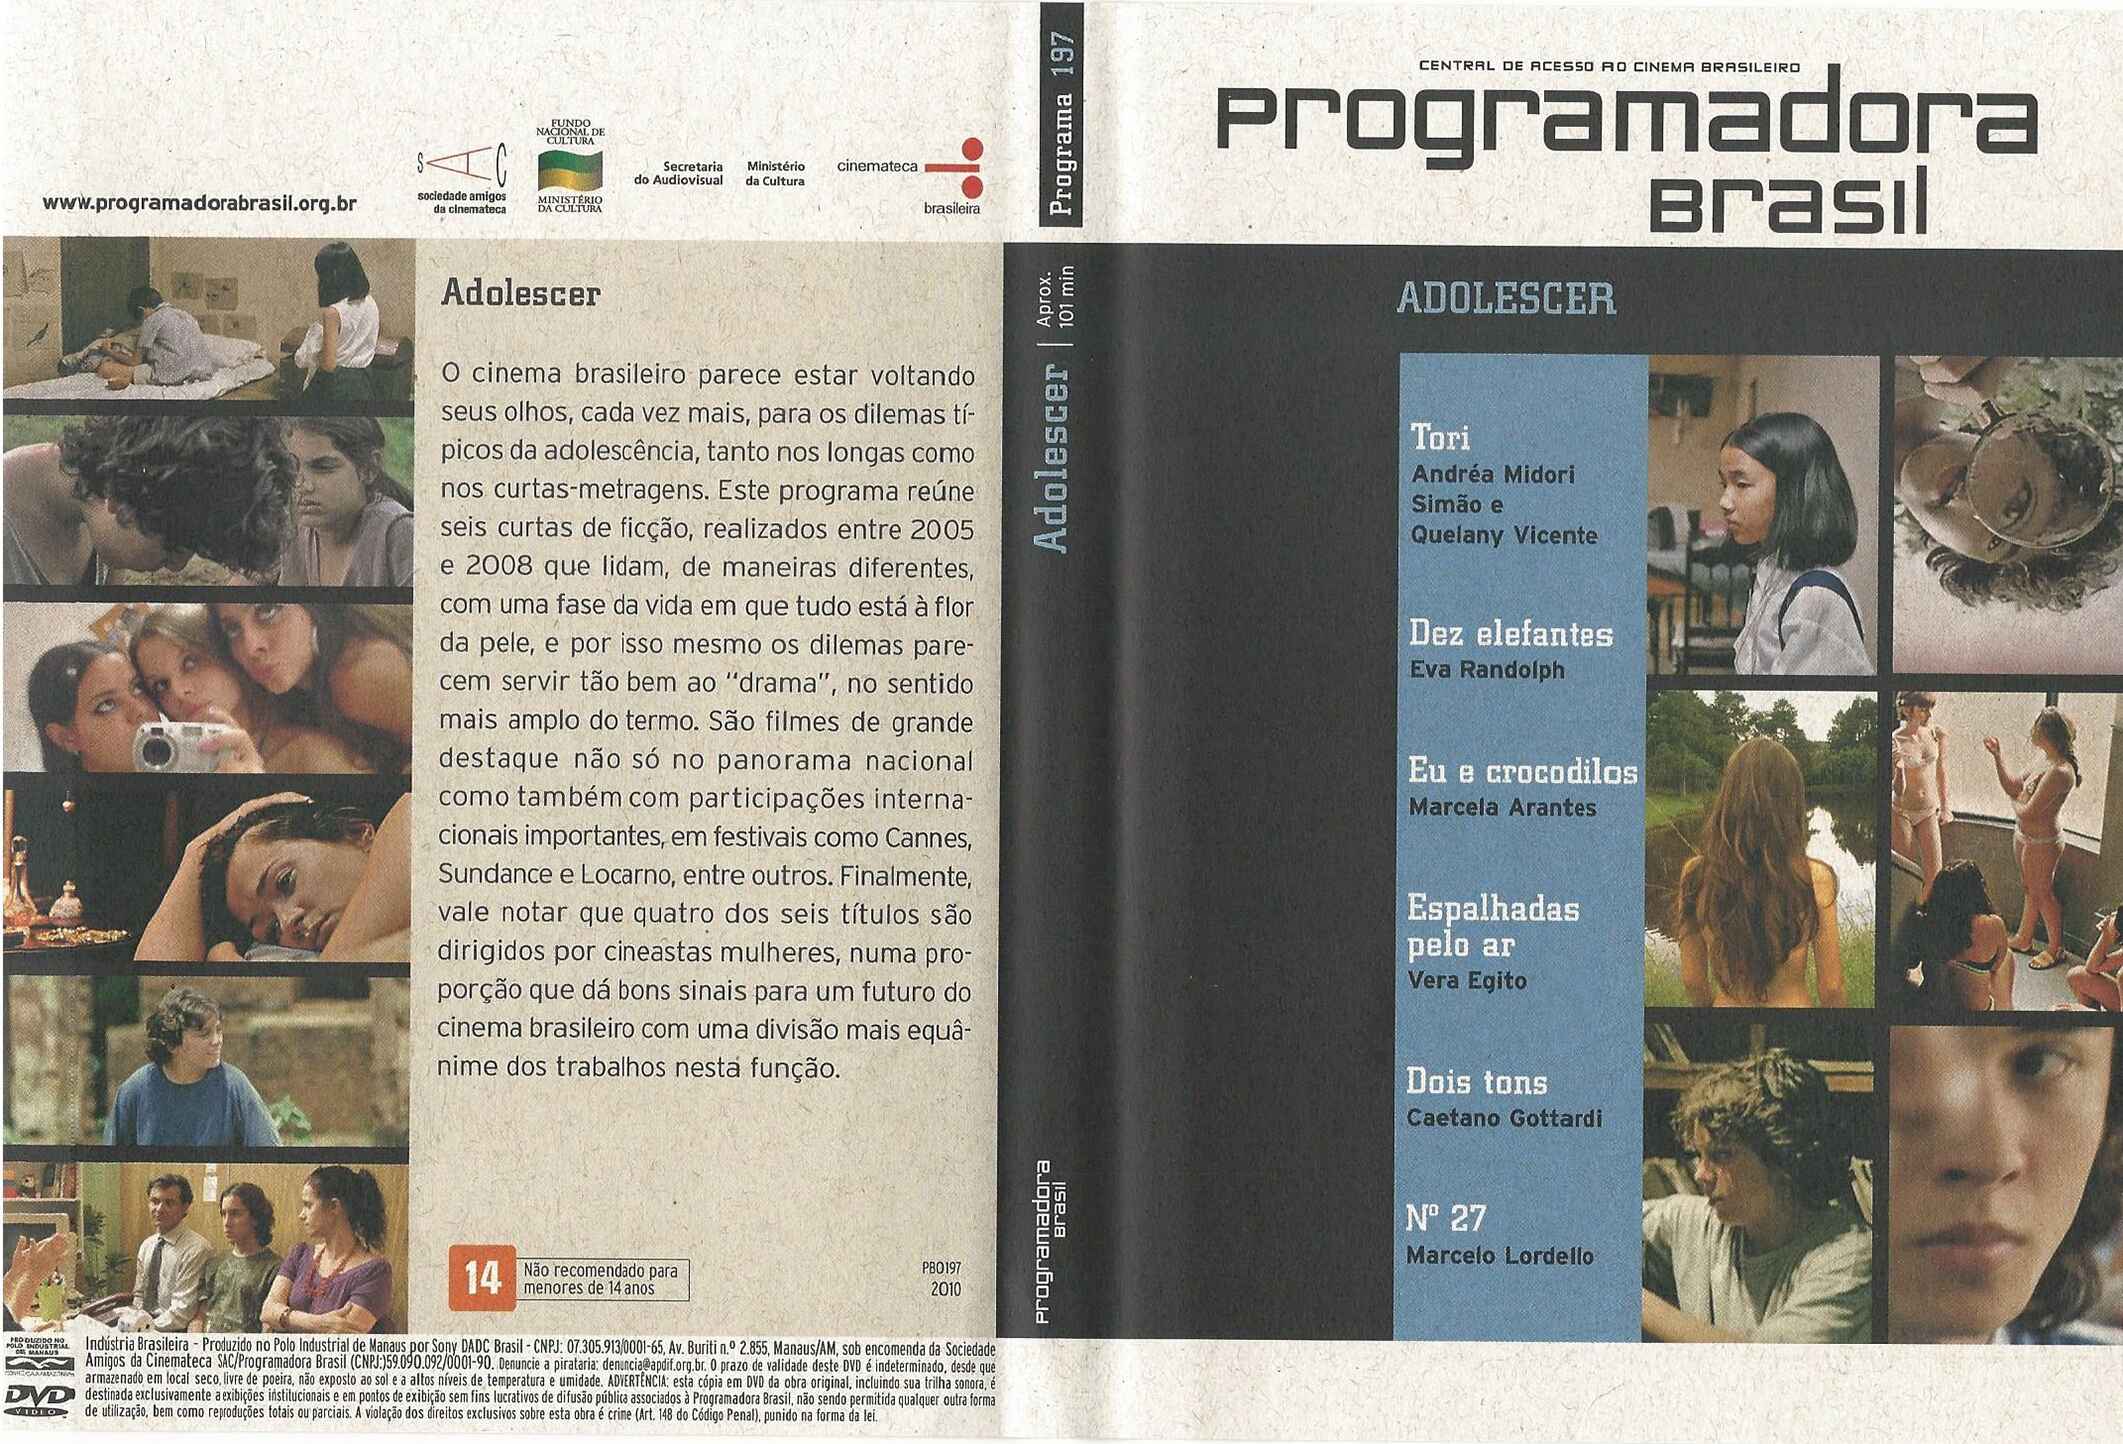 www.programadorabrasil.org.br
SAC
sociedade amigos
da cinemateca
FUNDO
NACIONAL DE
CULTURA
MINISTÉRIO
DA CULTURA
Secretaria
do Audiovisual
Ministério
da Cultura
cinemateca
brasileira
Adolescer
O cinema brasileiro parece estar voltando
seus olhos, cada vez mais, para os dilemas tí-
picos da adolescência, tanto nos longas como
nos curtas-metragens. Este programa reúne
seis curtas de ficção, realizados entre 2005
e 2008 que lidam, de maneiras diferentes,
com uma fase da vida em que tudo está à flor
da pele, e por isso mesmo os dilemas pare-
cem servir tão bem ao “drama”, no sentido
mais amplo do termo. São filmes de grande
destaque não só no panorama nacional
como também com participações interna-
cionais importantes, em festivais como Cannes,
Sundance e Locarno, entre outros. Finalmente,
vale notar que quatro dos seis títulos são
dirigidos por cineastas mulheres, numa pro-
porção que dá bons sinais para um futuro do
cinema brasileiro com uma divisão mais equâ-
nime dos trabalhos nesta função.
14
Não recomendado para
menores de 14 anos
PB0197
2010
PRODUZIDO NO
POLO INDUSTRIAL
DE MANAUS
DVD
VIDEO
Indústria Brasileira - Produzido no Polo Industrial de Manaus por Sony DADC Brasil - CNPJ: 07.305.913/0001-65, Av. Buriti n.º 2.855, Manaus/AM, sob encomenda da Sociedade
Amigos da Cinemateca SAC/Programadora Brasil (CNPJ:)59.090.092/0001-90. Denuncie a pirataria: denuncia@apdif.org.br. O prazo de validade deste DVD é indeterminado, desde que
armazenado em local seco, livre de poeira, não exposto ao sol e a altos níveis de temperatura e umidade. ADVERTÊNCIA: esta cópia em DVD da obra original, incluindo sua trilha sonora, é
destinada exclusivamente a exibições institucionais e em pontos de exibição sem fins lucrativos de difusão pública associados à Programadora Brasil, não sendo permitida qualquer outra forma
de utilização, bem como reproduções totais ou parciais. A violação dos direitos exclusivos sobre esta obra é crime (Art. 148 do Código Penal), punido na forma da lei.
Programa 197
Adolescer
Aprox.
101 min
programadora
Brasil
CENTRAL DE ACESSO AO CINEMA BRASILEIRO
programadora
Brasil
ADOLESCER
Tori
Andréa Midori
Simão e
Quelany Vicente
Dez elefantes
Eva Randolph
Eu e crocodilos
Marcela Arantes
Espalhadas
pelo ar
Vera Egito
Dois tons
Caetano Gottardi
Nº 27
Marcelo Lordello